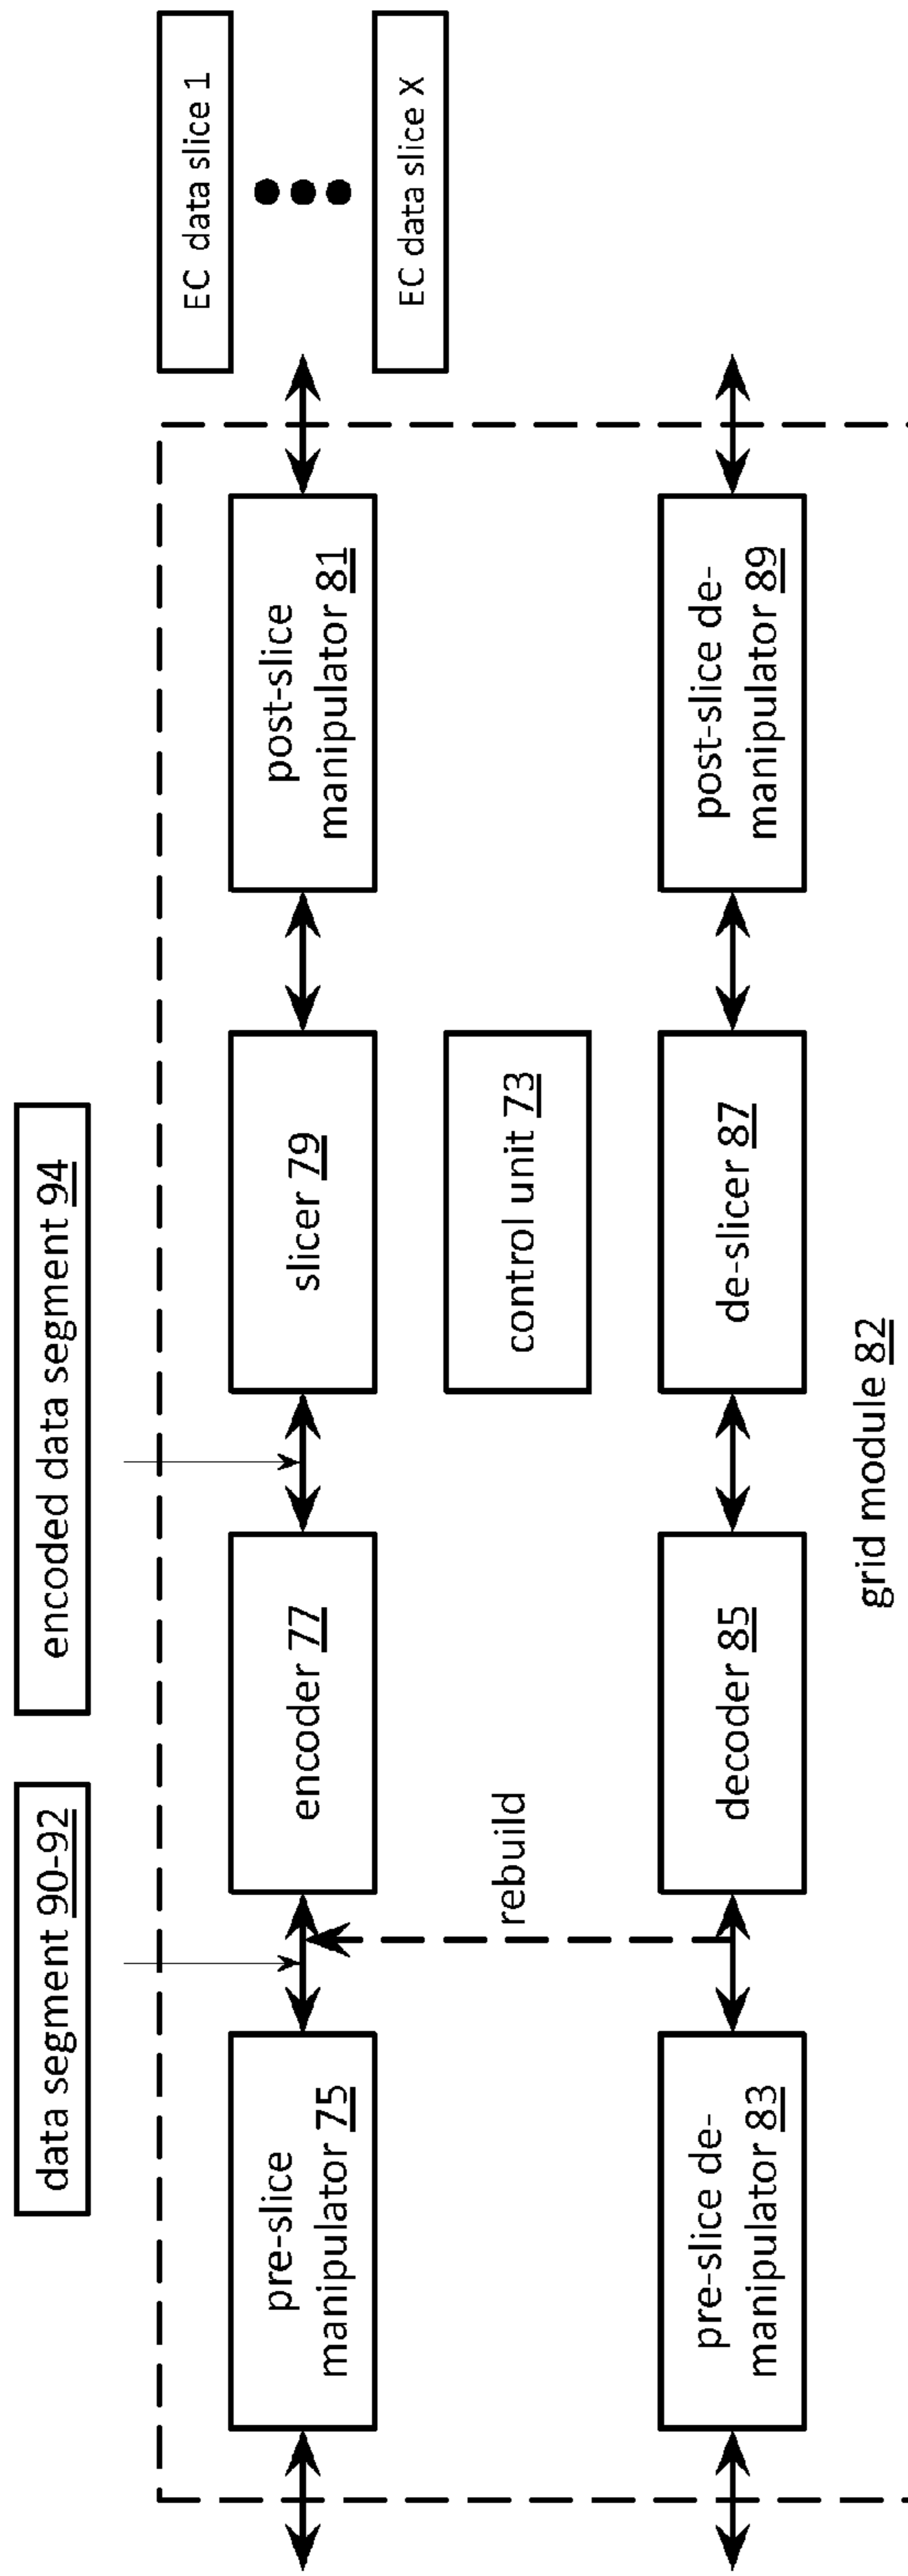 data segment 90-92
encoded data segment 94
pre-slice
manipulator 75
encoder 77
slicer 79
post-slice
manipulator 81
EC data slice 1
EC data slice X
rebuild
control unit 73
pre-slice de-
manipulator 83
decoder 85
de-slicer 87
post-slice de-
manipulator 89
grid module 82